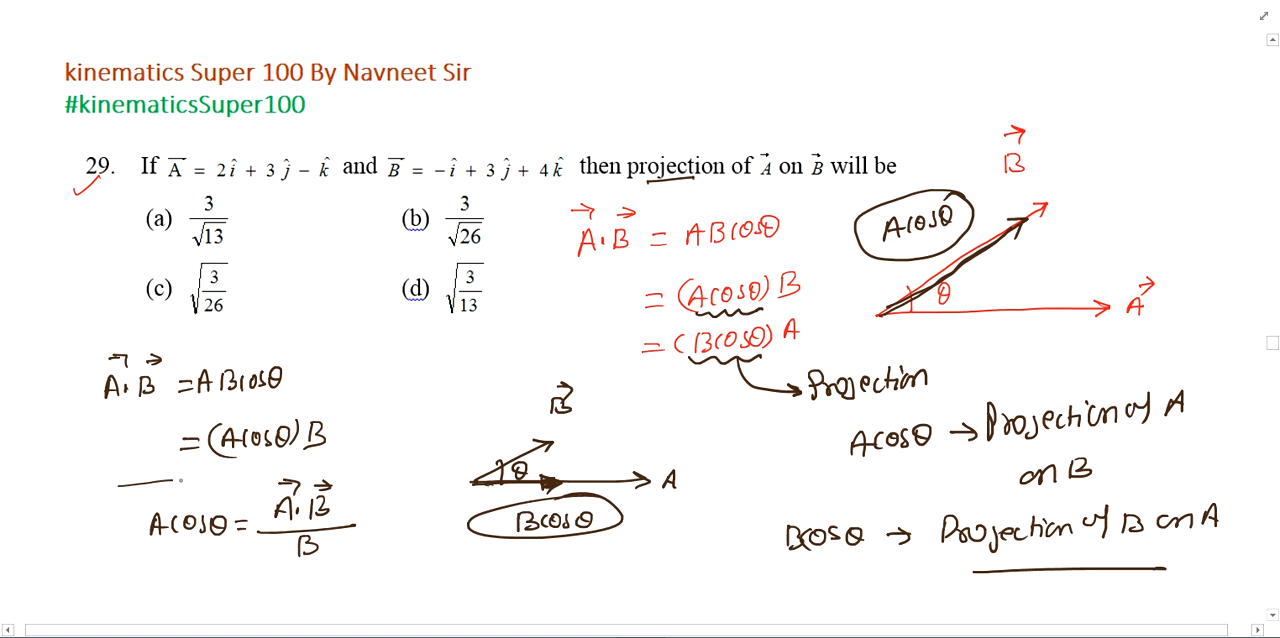 kinematics Super 100 By Navneet Sir
#kinematicsSuper100
29. If A⃗ = 2î + 3ĵ − k̂ and B⃗ = −î + 3ĵ + 4k̂ then projection of A⃗ on B⃗ will be
(a) 3/√13
(b) 3/√26
(c) √(3/26)
(d) √(3/13)
A⃗.B⃗ = ABcosθ
= (Acosθ)B
= (Bcosθ)A
Projection
Acosθ
B⃗
θ
A⃗
A⃗.B⃗ = ABcosθ
= (Acosθ)B
Acosθ = A⃗.B⃗/B
B⃗
θ
A
Bcosθ
Acosθ → Projection of A
on B
Bcosθ → Projection of B on A